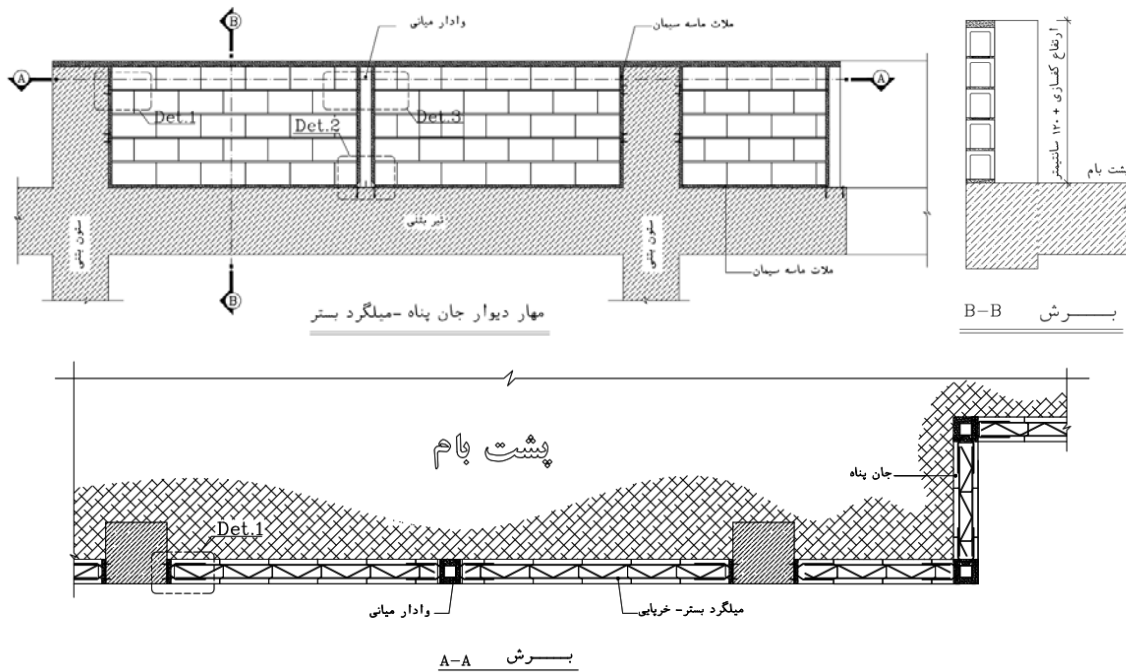 B
وادار میانی
ملات ماسه سیمان
A
A
Det.1
Det.2
Det.3
ستون بتنی
تیر بتنی
ستون بتنی
ملات ماسه سیمان
B
مهار دیوار جان پناه -میلگرد بستر
ارتفاع کفسازی + ۱۲۰ سانتیمتر
پشت بام
برش B-B
پشت بام
جان پناه
Det.1
وادار میانی
میلگرد بستر- خرپایی
برش A-A